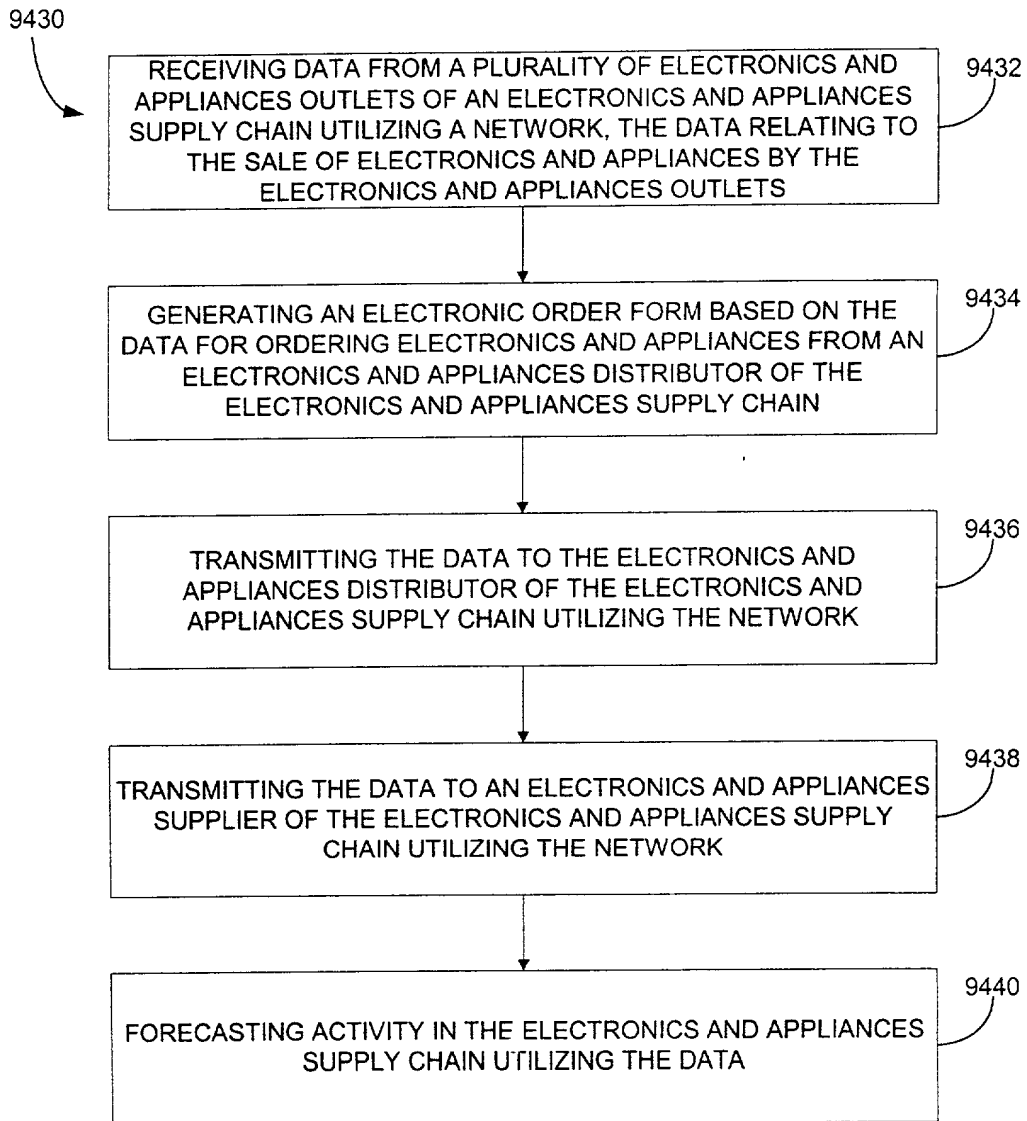 9430
RECEIVING DATA FROM A PLURALITY OF ELECTRONICS AND
APPLIANCES OUTLETS OF AN ELECTRONICS AND APPLIANCES
SUPPLY CHAIN UTILIZING A NETWORK, THE DATA RELATING TO
THE SALE OF ELECTRONICS AND APPLIANCES BY THE
ELECTRONICS AND APPLIANCES OUTLETS
9432
GENERATING AN ELECTRONIC ORDER FORM BASED ON THE
DATA FOR ORDERING ELECTRONICS AND APPLIANCES FROM AN
ELECTRONICS AND APPLIANCES DISTRIBUTOR OF THE
ELECTRONICS AND APPLIANCES SUPPLY CHAIN
9434
TRANSMITTING THE DATA TO THE ELECTRONICS AND
APPLIANCES DISTRIBUTOR OF THE ELECTRONICS AND
APPLIANCES SUPPLY CHAIN UTILIZING THE NETWORK
9436
TRANSMITTING THE DATA TO AN ELECTRONICS AND APPLIANCES
SUPPLIER OF THE ELECTRONICS AND APPLIANCES SUPPLY
CHAIN UTILIZING THE NETWORK
9438
FORECASTING ACTIVITY IN THE ELECTRONICS AND APPLIANCES
SUPPLY CHAIN UTILIZING THE DATA
9440